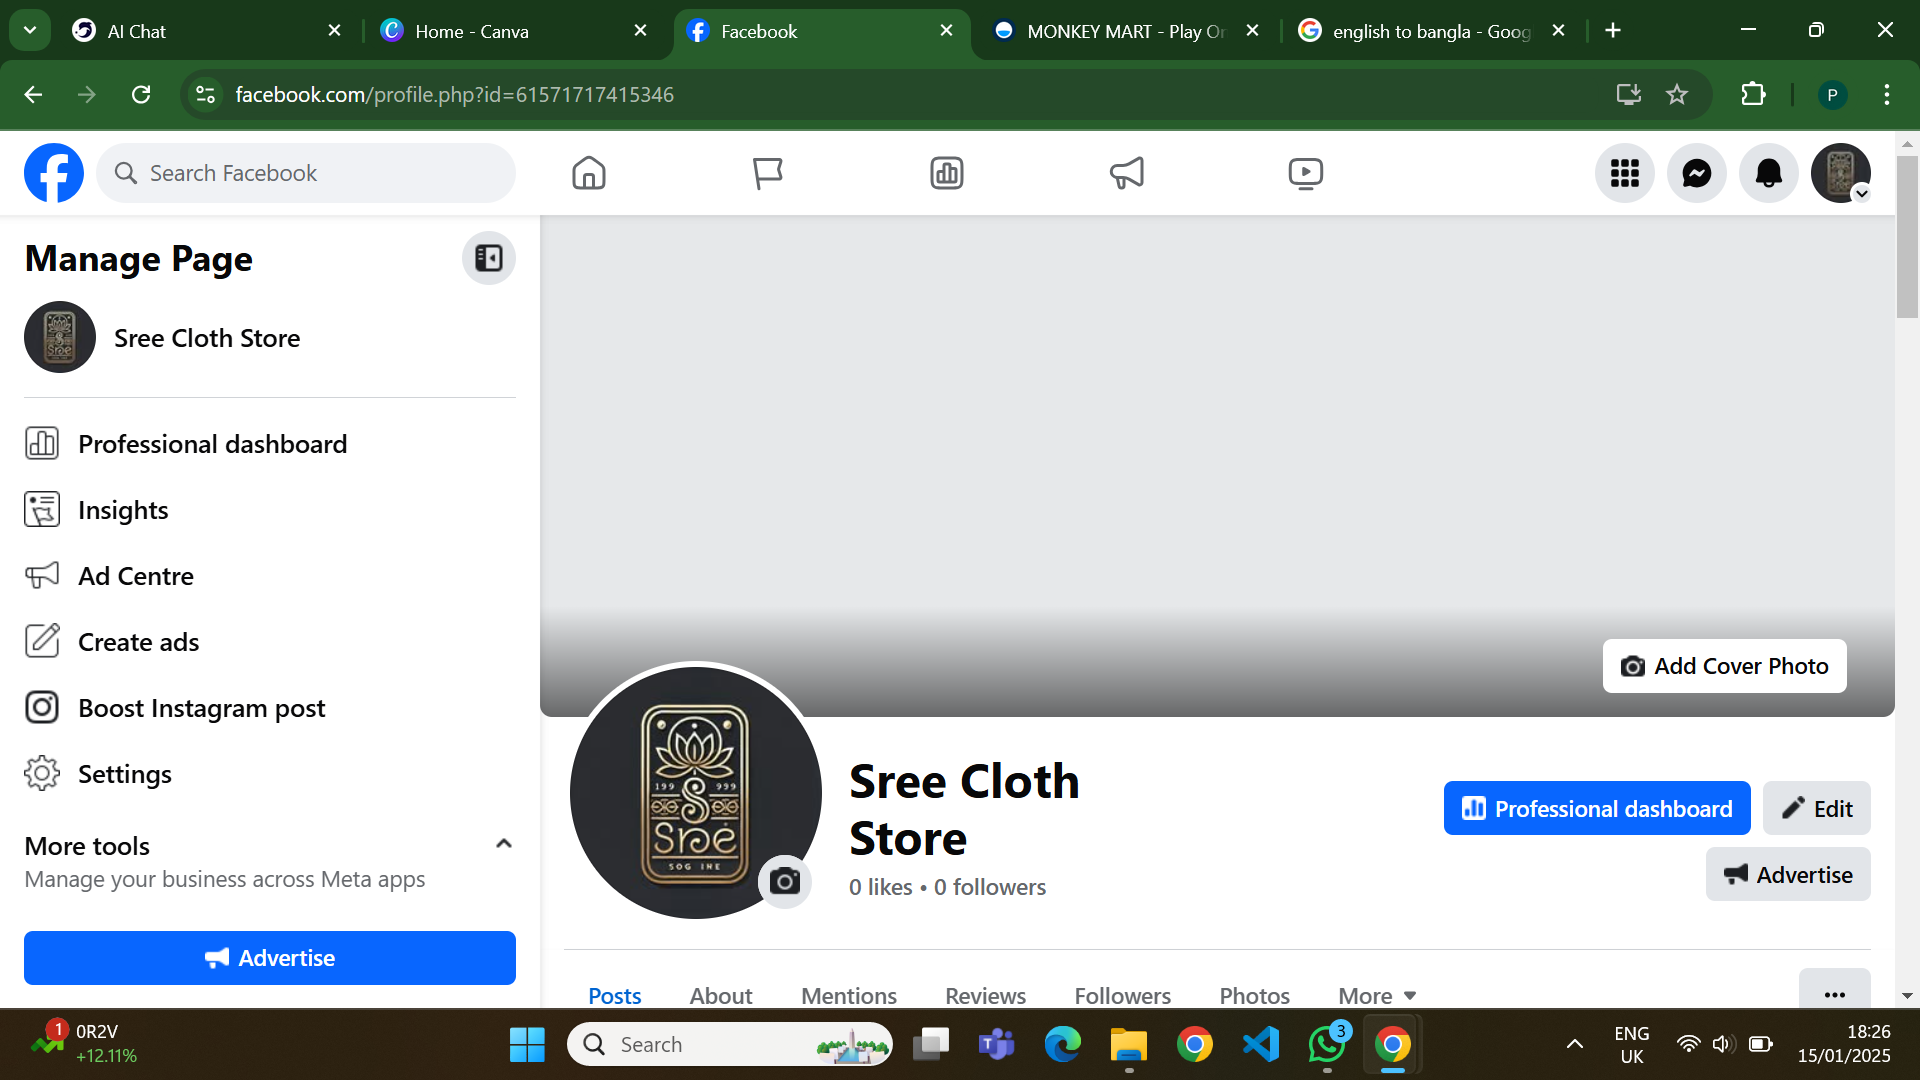 AI Chat
Home - Canva
Facebook
MONKEY MART - Play Or
english to bangla - Goog
facebook.com/profile.php?id=61571717415346
P
Search Facebook
Manage Page
Sree Cloth Store
Professional dashboard
Insights
Ad Centre
Create ads
Boost Instagram post
Settings
More tools
Manage your business across Meta apps
Advertise
Add Cover Photo
199 999
SOG INE
Sree Cloth
Store
0 likes • 0 followers
Professional dashboard
Edit
Advertise
Posts
About
Mentions
Reviews
Followers
Photos
More
1
0R2V
+12.11%
Search
3
ENG
UK
18:26
15/01/2025